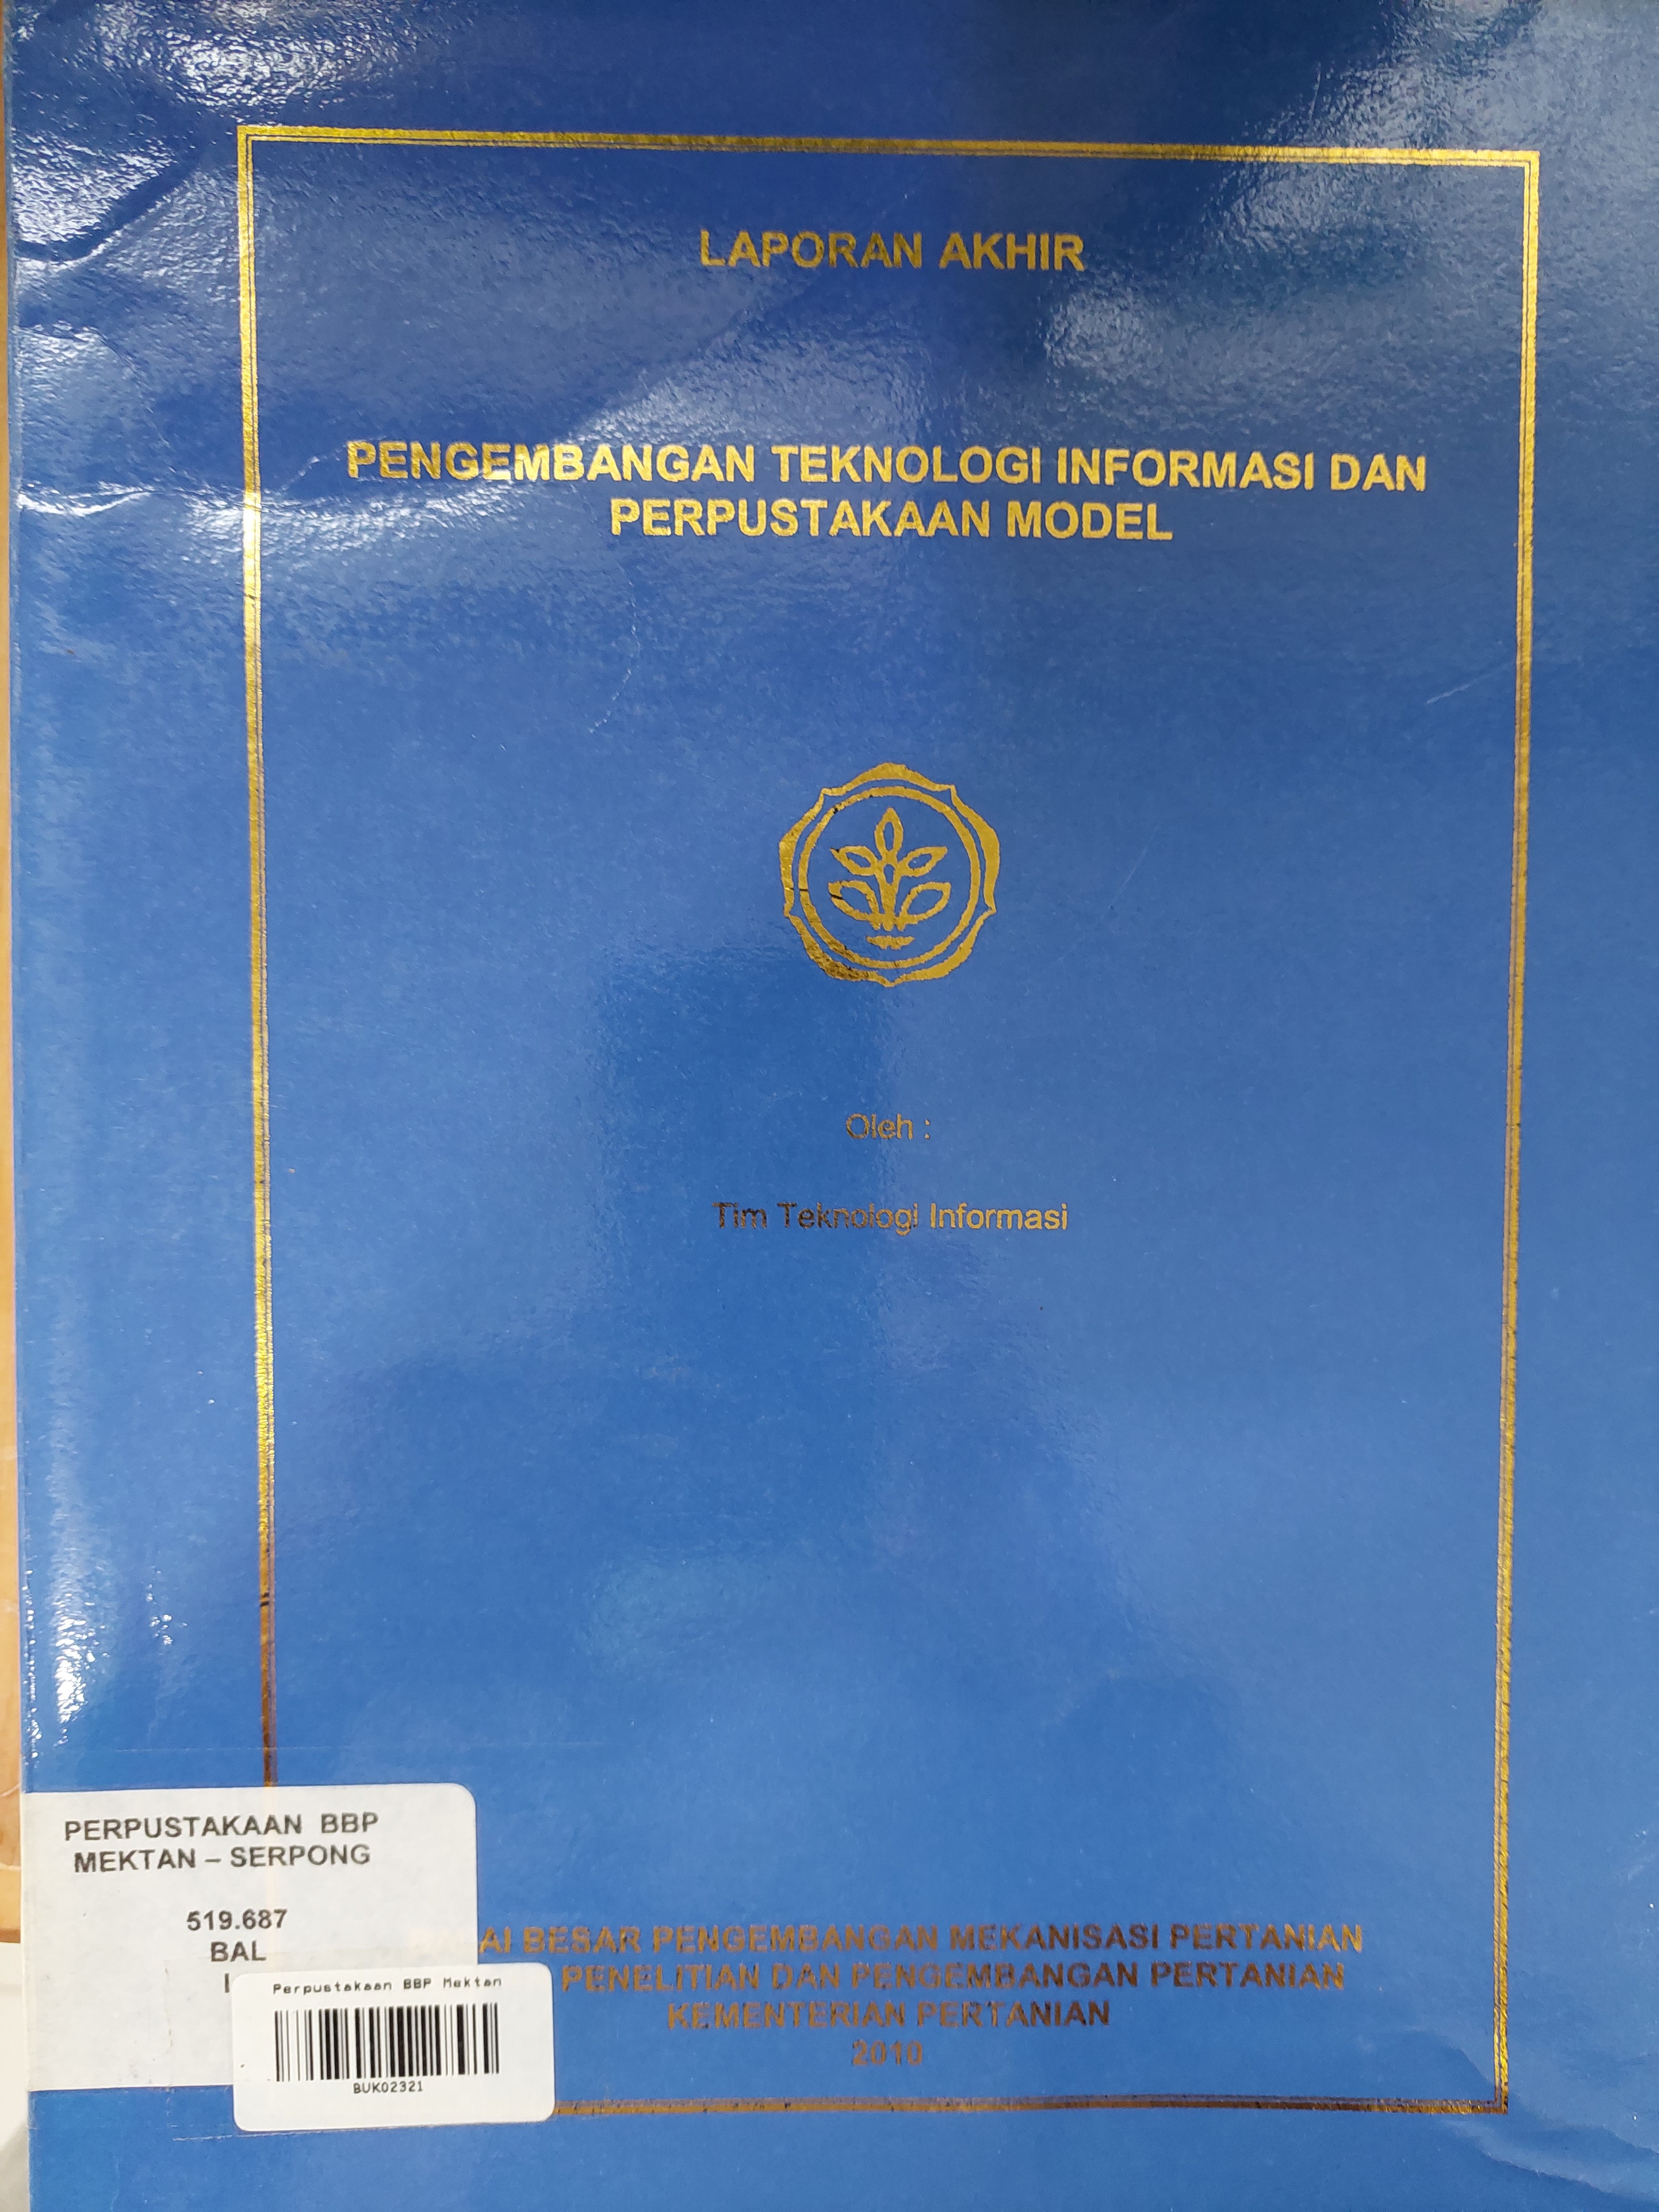 LAPORAN AKHIR
PENGEMBANGAN TEKNOLOGI INFORMASI DAN
PERPUSTAKAAN MODEL
Oleh :
Tim Teknologi Informasi
BESAR PENGEMBANGAN MEKANISASI PERTANIAN
PENELITIAN DAN PENGEMBANGAN PERTANIAN
KEMENTERIAN PERTANIAN
2010
PERPUSTAKAAN BBP
MEKTAN – SERPONG
519.687
BAL
Perpustakaan BBP Mektan
BUK02321